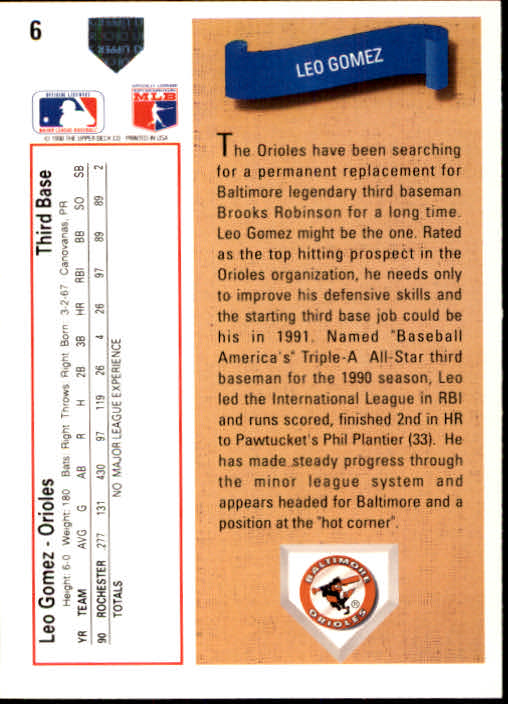 6
UPPER DECK
OFFICIAL LICENSEE
MAJOR LEAGUE BASEBALL
MLB
© 1990 THE UPPER DECK CO. PRINTED IN USA
Leo Gomez - Orioles Third Base
Height: 6-0 Weight: 180 Bats Right Throws Right Born 3-2-67 Canovanas, PR
YR TEAM AVG G AB R H 2B 3B HR RBI BB SO SB
90 ROCHESTER .277 131 430 97 119 26 4 26 97 89 89 2
TOTALS NO MAJOR LEAGUE EXPERIENCE
LEO GOMEZ
The Orioles have been searching
for a permanent replacement for
Baltimore legendary third baseman
Brooks Robinson for a long time.
Leo Gomez might be the one. Rated
as the top hitting prospect in the
Orioles organization, he needs only
to improve his defensive skills and
the starting third base job could be
his in 1991. Named "Baseball
America's" Triple-A All-Star third
baseman for the 1990 season, Leo
led the International League in RBI
and runs scored, finished 2nd in HR
to Pawtucket's Phil Plantier (33). He
has made steady progress through
the minor league system and
appears headed for Baltimore and a
position at the "hot corner".
BALTIMORE
ORIOLES
®